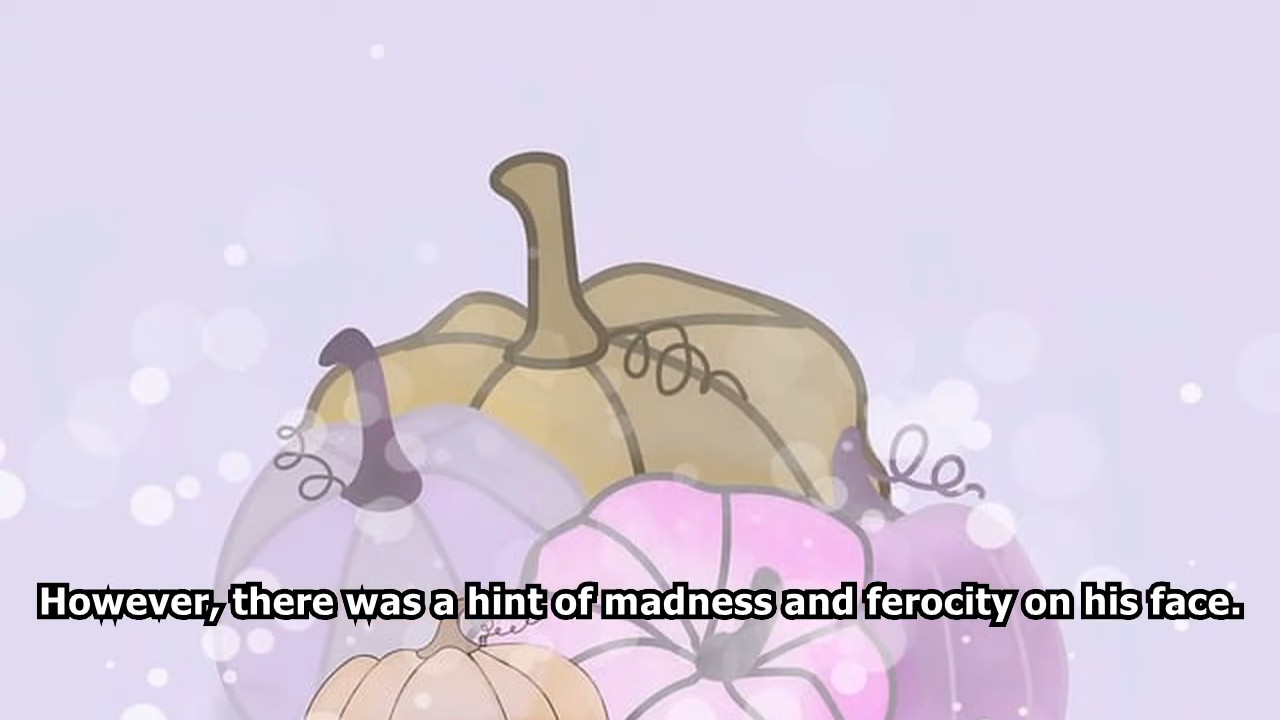 However, there was a hint of madness and ferocity on his face.